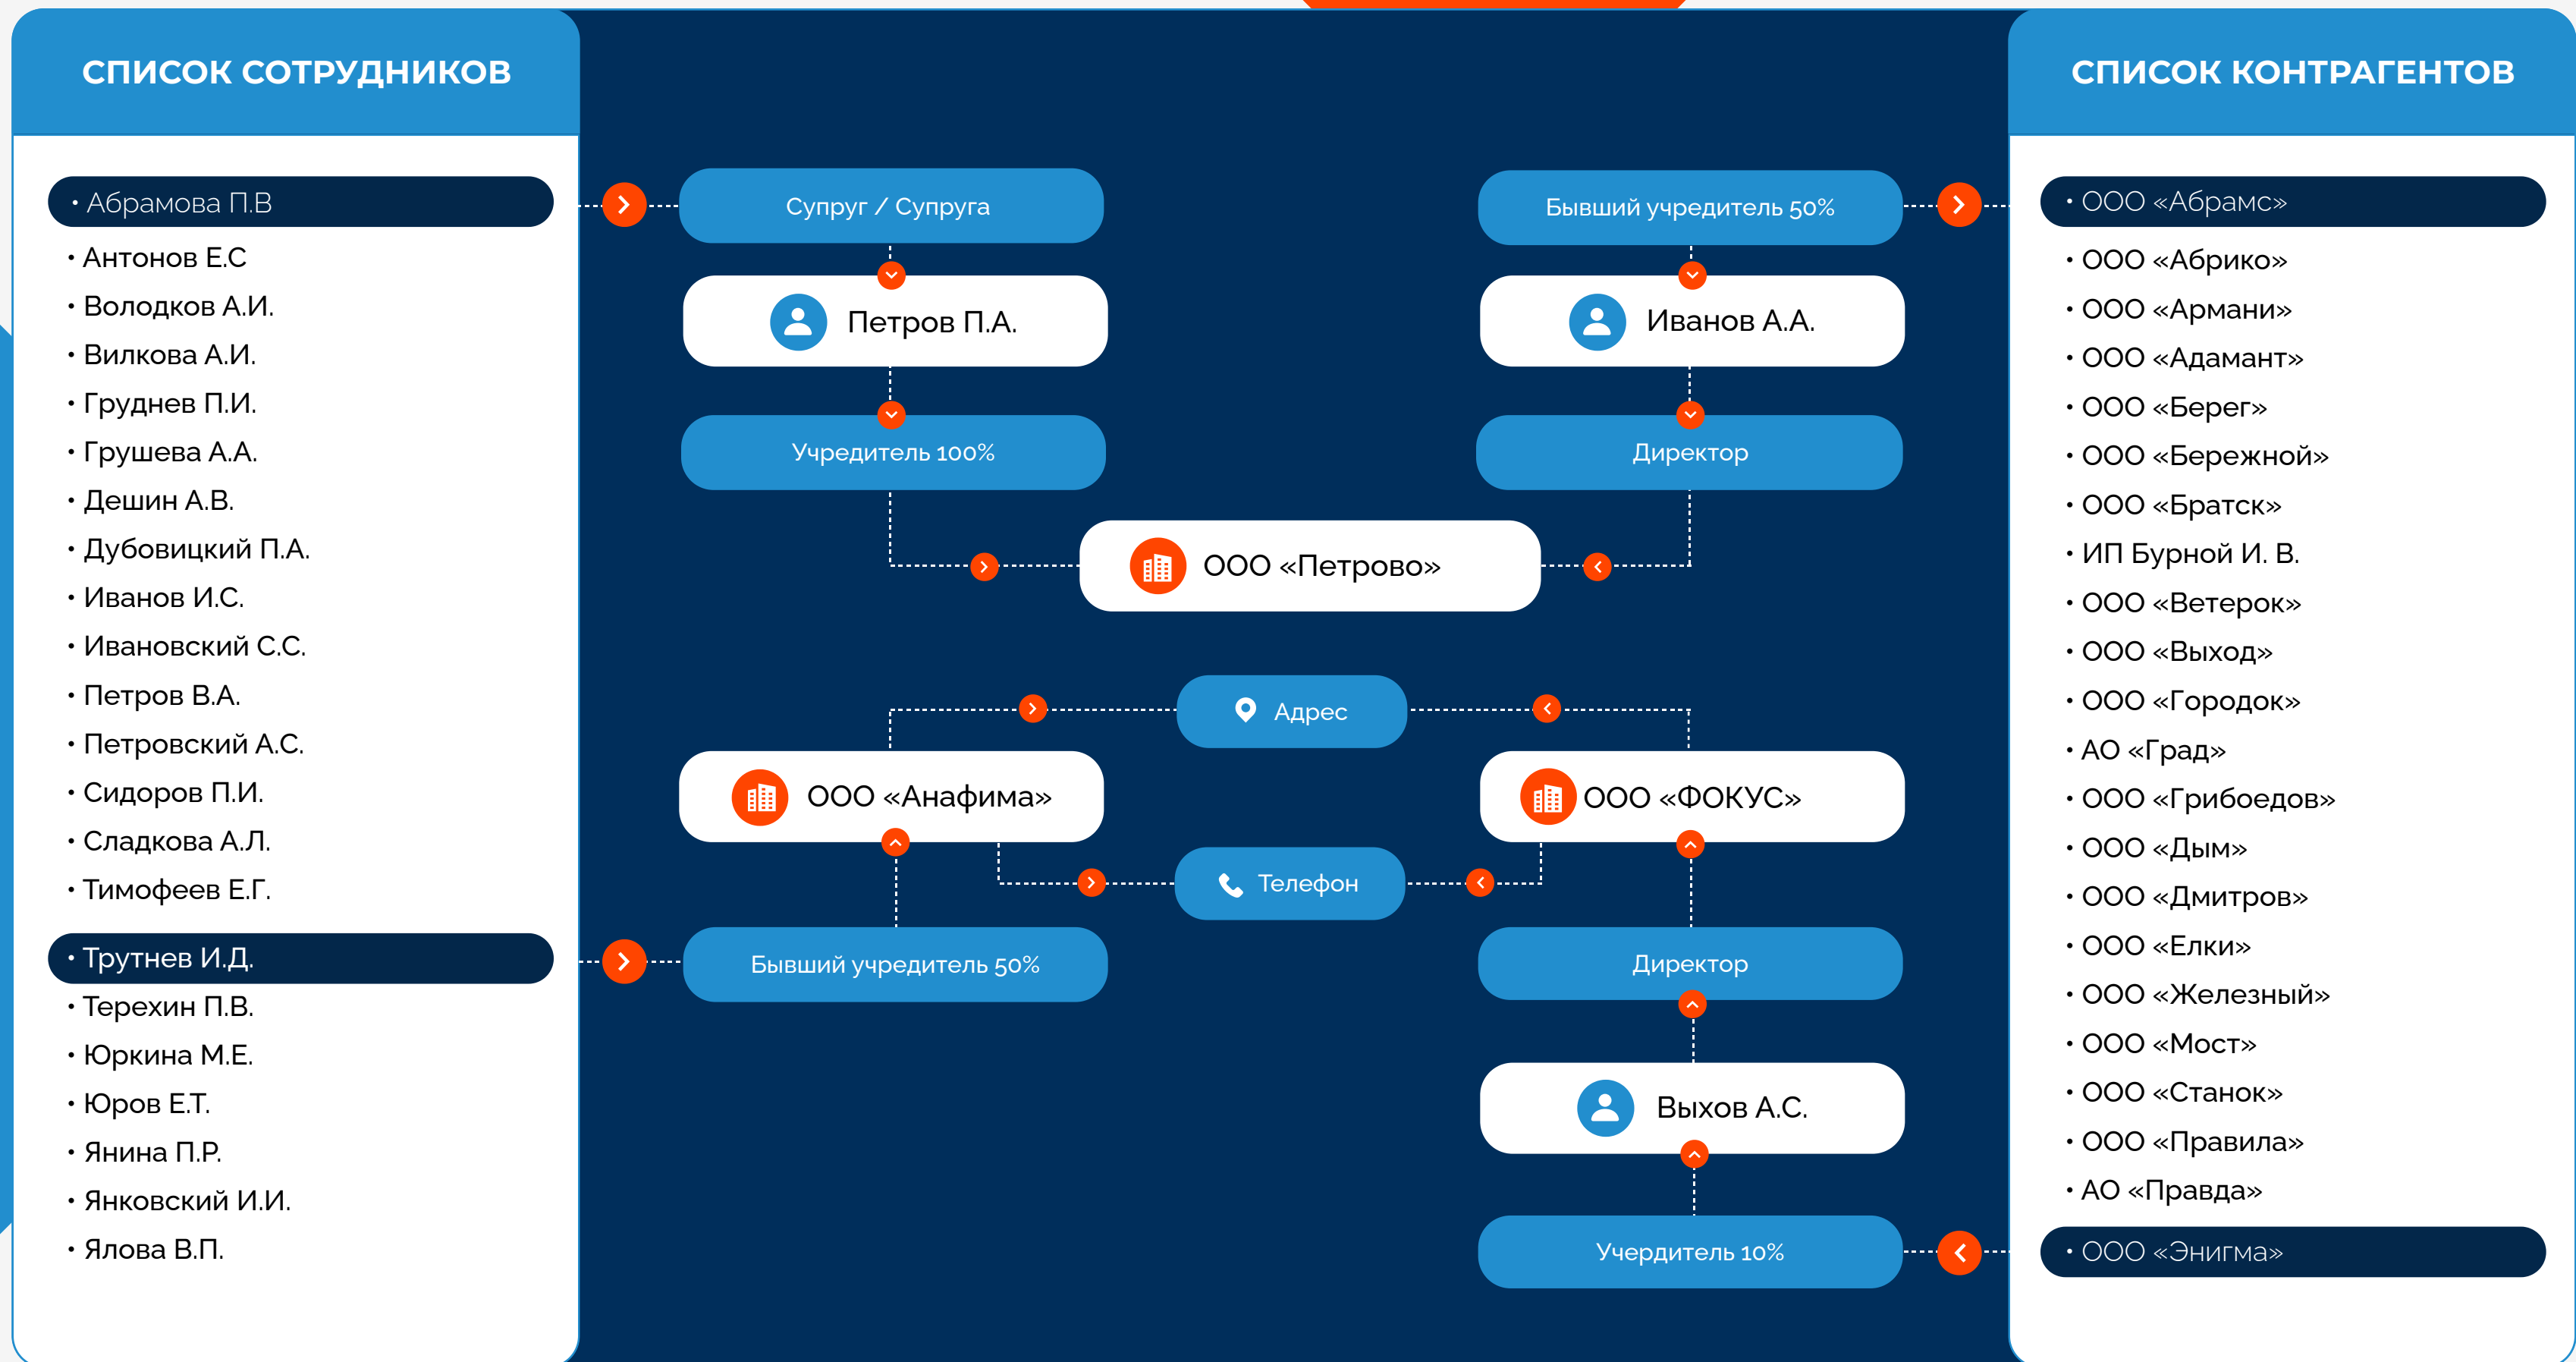 СПИСОК СОТРУДНИКОВ
• Абрамова П.В
• Антонов Е.С
• Володков А.И.
• Вилкова А.И.
• Груднев П.И.
• Грушева А.А.
• Дешин А.В.
• Дубовицкий П.А.
• Иванов И.С.
• Ивановский С.С.
• Петров В.А.
• Петровский А.С.
• Сидоров П.И.
• Сладкова А.Л.
• Тимофеев Е.Г.
• Трутнев И.Д.
• Терехин П.В.
• Юркина М.Е.
• Юров Е.Т.
• Янина П.Р.
• Янковский И.И.
• Ялова В.П.
Супруг / Супруга
Бывший учредитель 50%
Петров П.А.
Иванов А.А.
Учредитель 100%
Директор
ООО «Петрово»
Адрес
ООО «Анафима»
ООО «ФОКУС»
Телефон
Бывший учредитель 50%
Директор
Выхов А.С.
Учердитель 10%
СПИСОК КОНТРАГЕНТОВ
• ООО «Абрамс»
• ООО «Абрико»
• ООО «Армани»
• ООО «Адамант»
• ООО «Берег»
• ООО «Бережной»
• ООО «Братск»
• ИП Бурной И. В.
• ООО «Ветерок»
• ООО «Выход»
• ООО «Городок»
• АО «Град»
• ООО «Грибоедов»
• ООО «Дым»
• ООО «Дмитров»
• ООО «Елки»
• ООО «Железный»
• ООО «Мост»
• ООО «Станок»
• ООО «Правила»
• АО «Правда»
• ООО «Энигма»